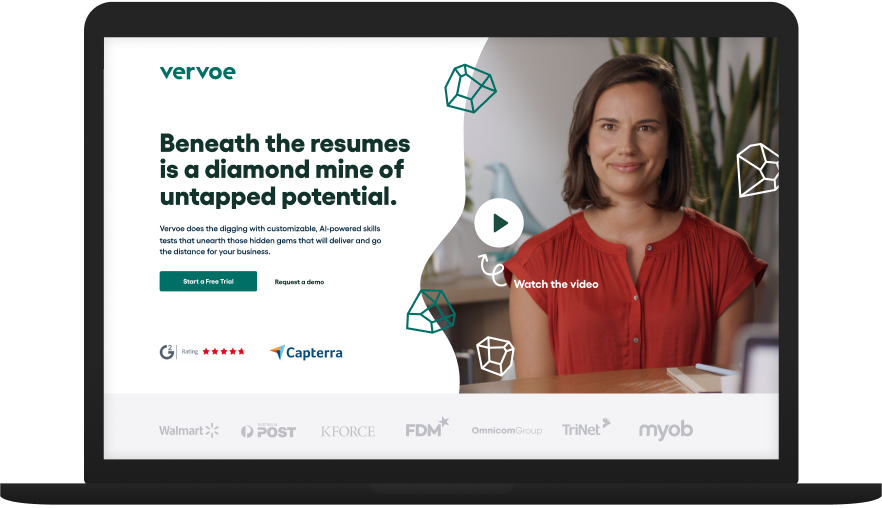 vervoe
Beneath the resumes
is a diamond mine of
untapped potential.
Vervoe does the digging with customizable, AI-powered skills
tests that unearth those hidden gems that will deliver and go
the distance for your business.
Start a Free Trial
Request a demo
Watch the video
G2
Rating
Capterra
Walmart
POST
KFORCE
FDM
OmnicomGroup
TriNet
myob